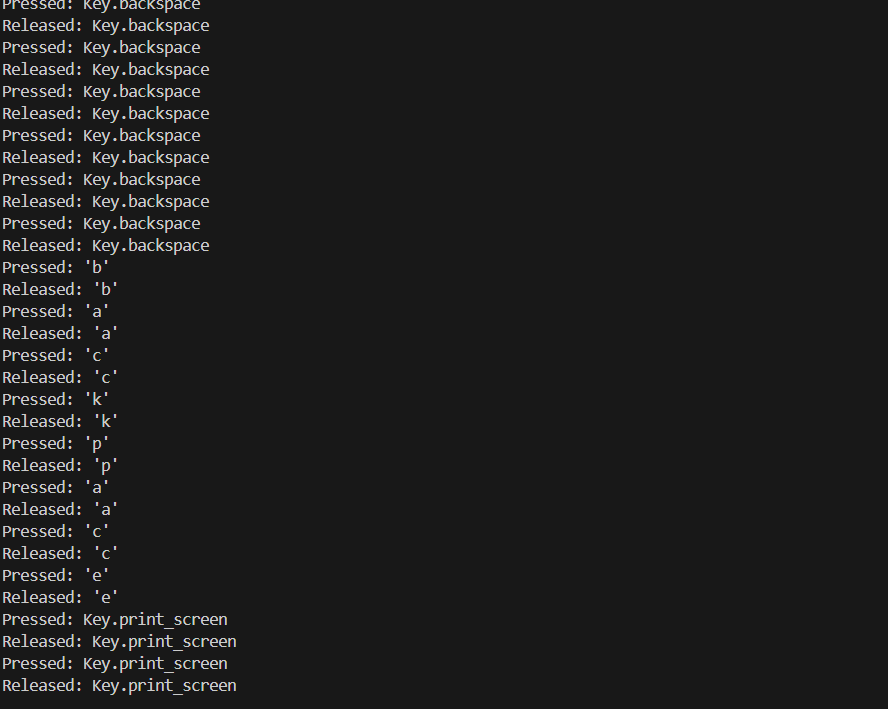 Pressed: Key.backspace
Released: Key.backspace
Pressed: Key.backspace
Released: Key.backspace
Pressed: Key.backspace
Released: Key.backspace
Pressed: Key.backspace
Released: Key.backspace
Pressed: Key.backspace
Released: Key.backspace
Pressed: Key.backspace
Released: Key.backspace
Pressed: 'b'
Released: 'b'
Pressed: 'a'
Released: 'a'
Pressed: 'c'
Released: 'c'
Pressed: 'k'
Released: 'k'
Pressed: 'p'
Released: 'p'
Pressed: 'a'
Released: 'a'
Pressed: 'c'
Released: 'c'
Pressed: 'e'
Released: 'e'
Pressed: Key.print_screen
Released: Key.print_screen
Pressed: Key.print_screen
Released: Key.print_screen